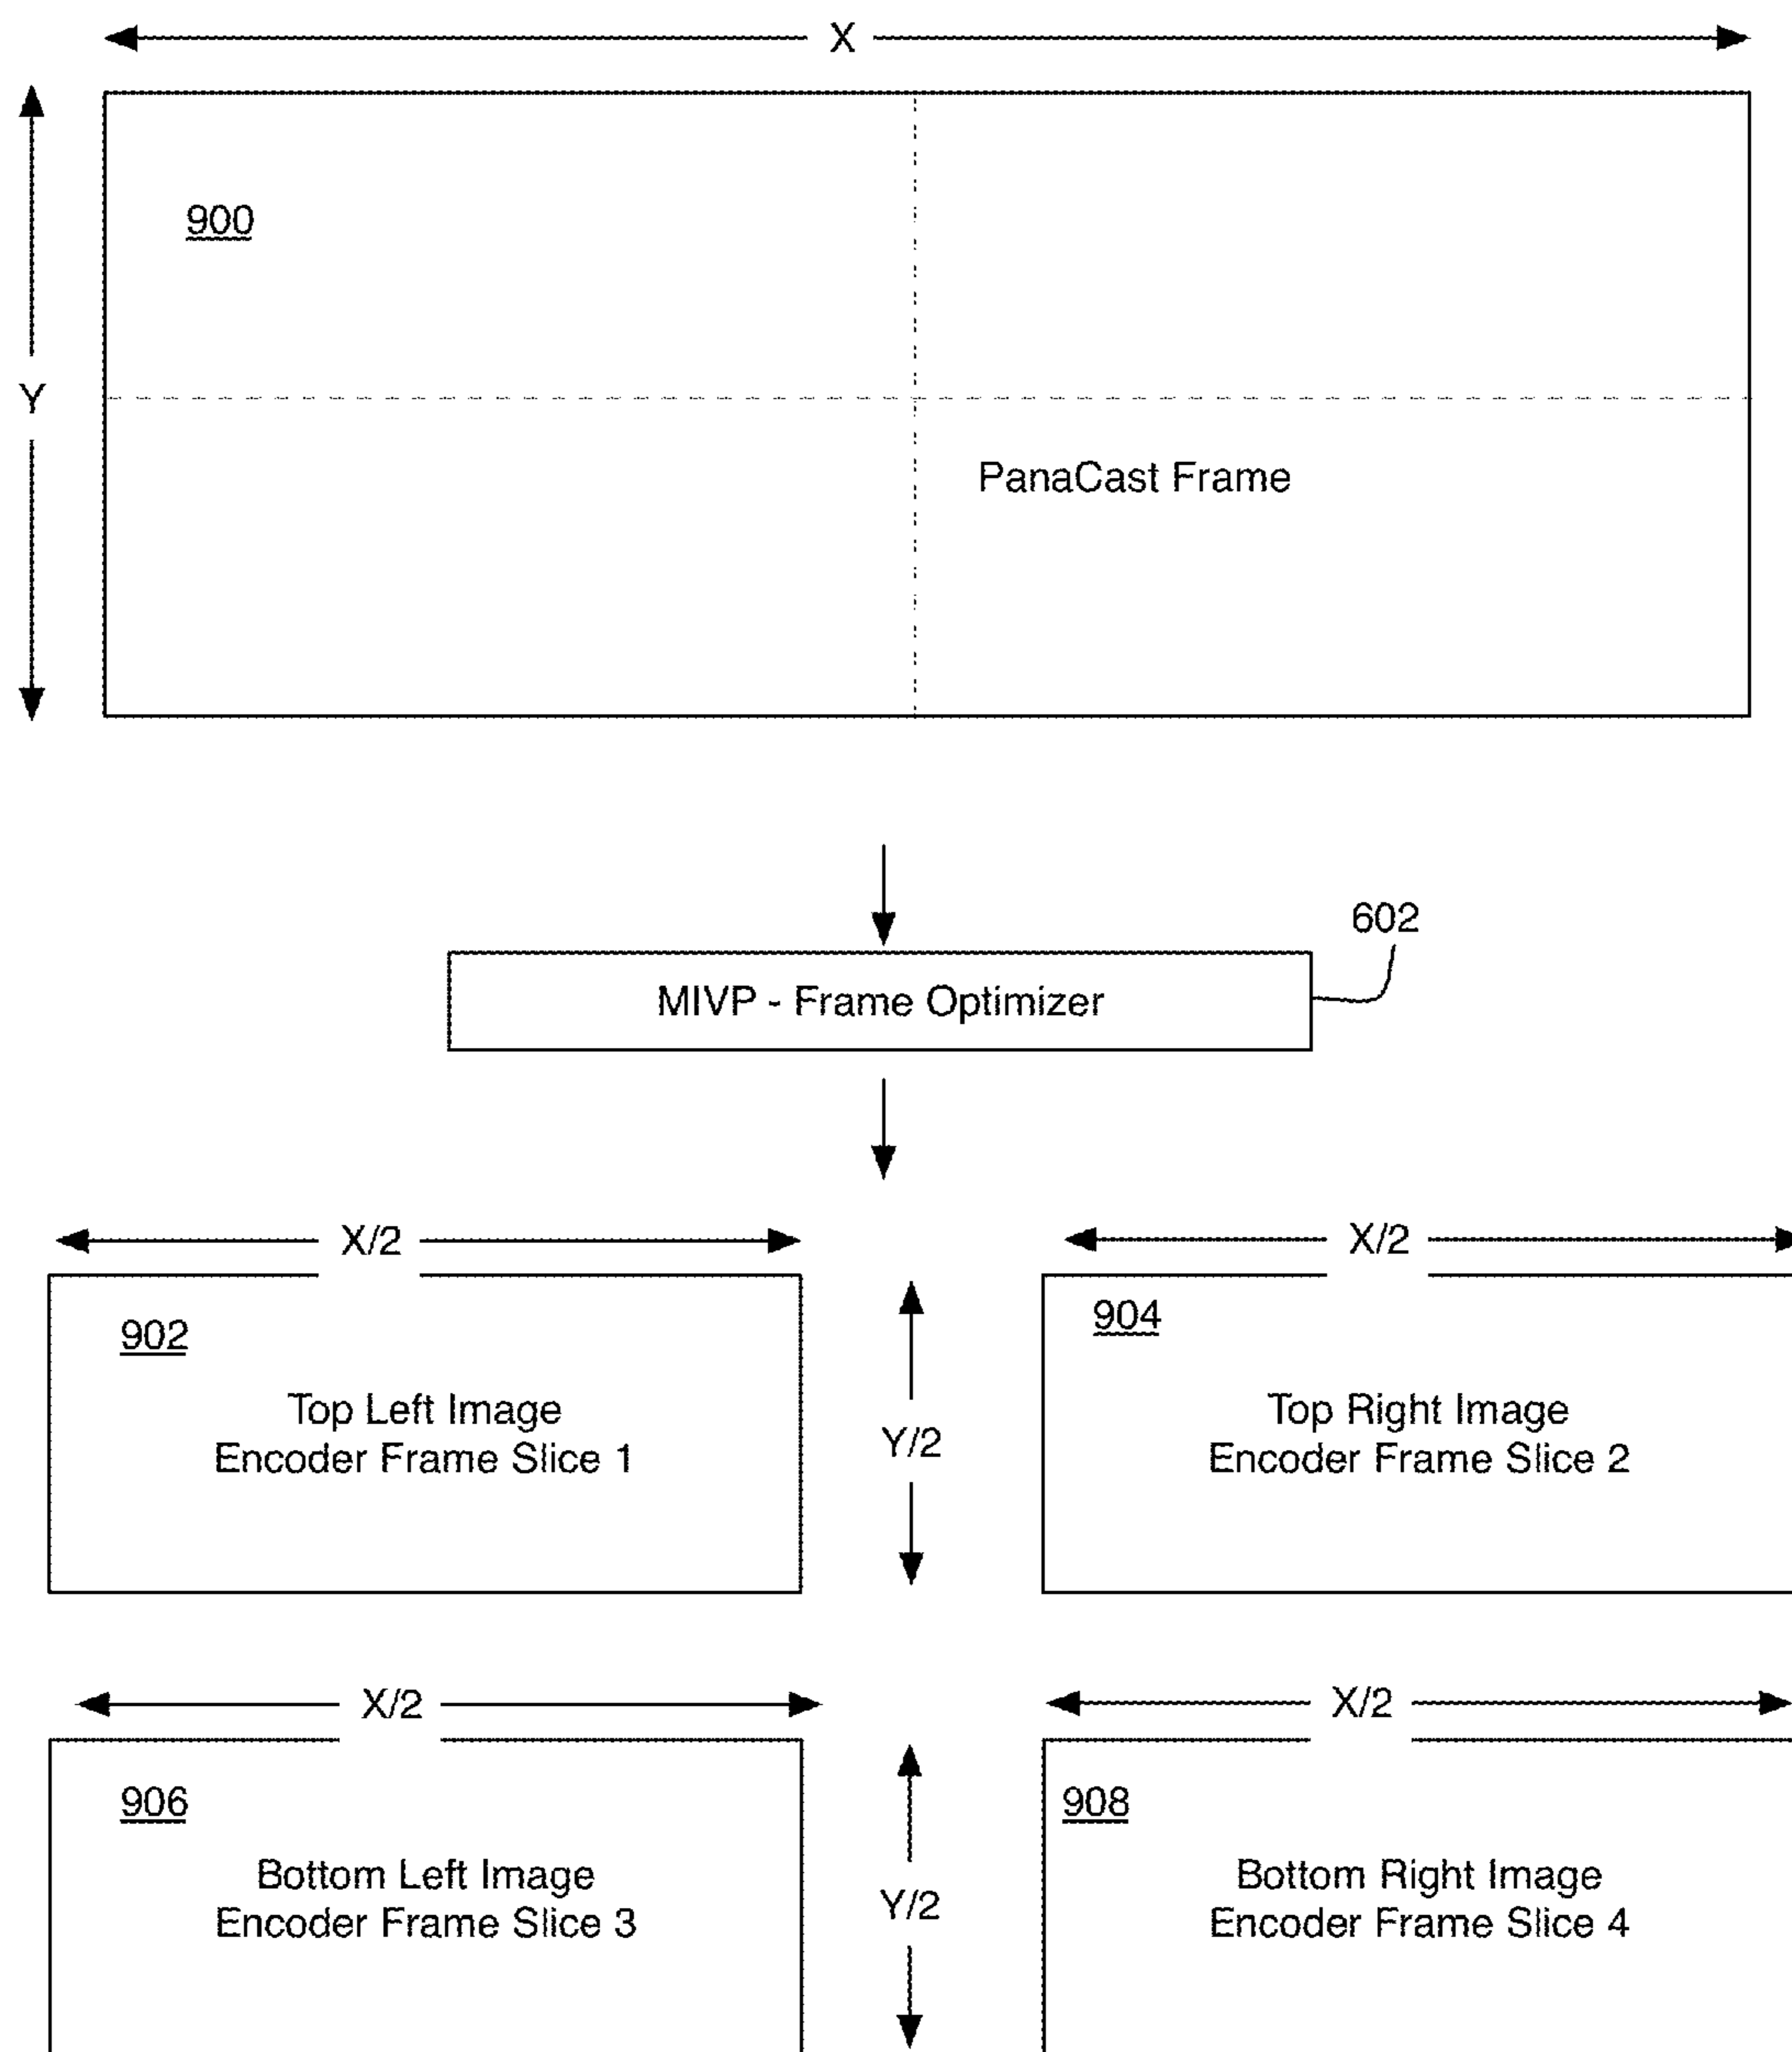 X
900
Y
PanaCast Frame
602
MIVP - Frame Optimizer
X/2
X/2
902
904
Top Left Image
Encoder Frame Slice 1
Y/2
Top Right Image
Encoder Frame Slice 2
X/2
X/2
906
908
Bottom Left Image
Encoder Frame Slice 3
Y/2
Bottom Right Image
Encoder Frame Slice 4